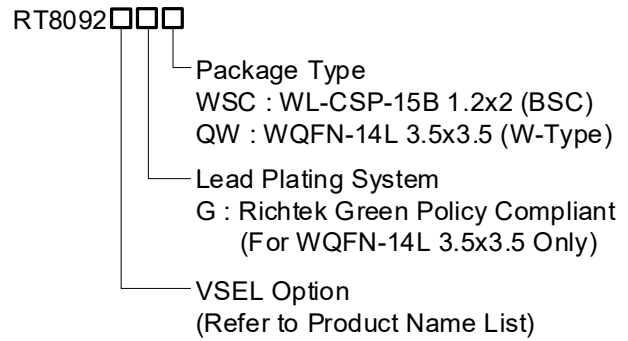 RT8092□□□
Package Type
WSC : WL-CSP-15B 1.2x2 (BSC)
QW : WQFN-14L 3.5x3.5 (W-Type)
Lead Plating System
G : Richtek Green Policy Compliant
(For WQFN-14L 3.5x3.5 Only)
VSEL Option
(Refer to Product Name List)